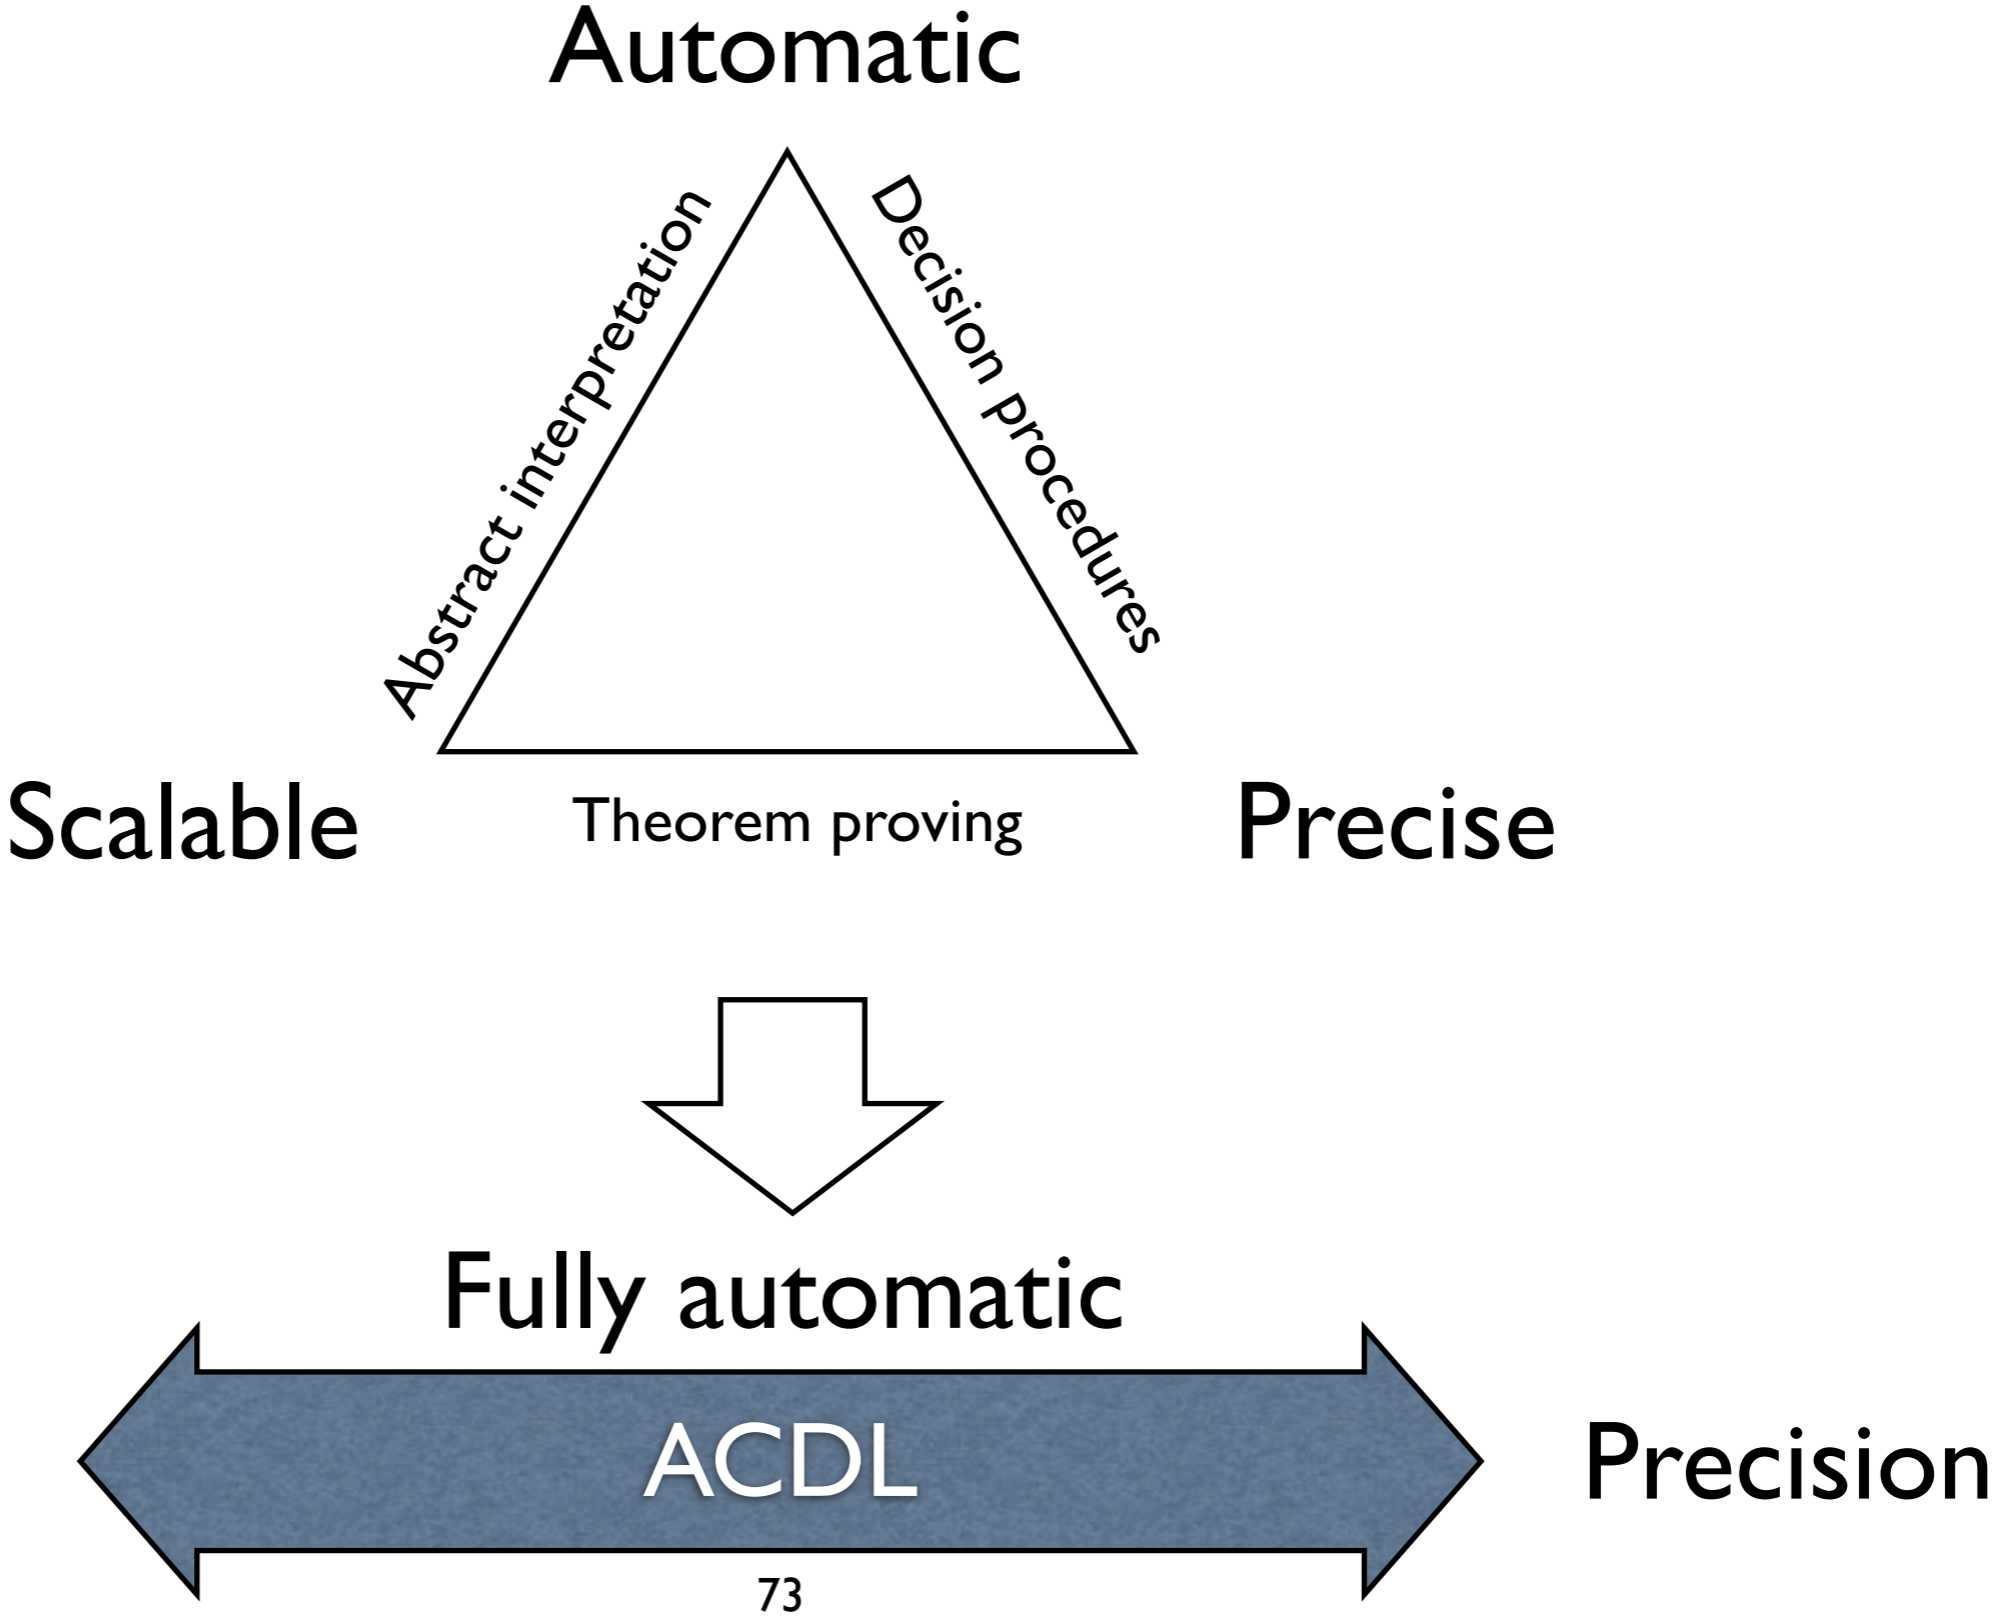 Automatic
Abstract interpretation
Decision procedures
Scalable
Theorem proving
Precise
Fully automatic
ACDL
Precision
73